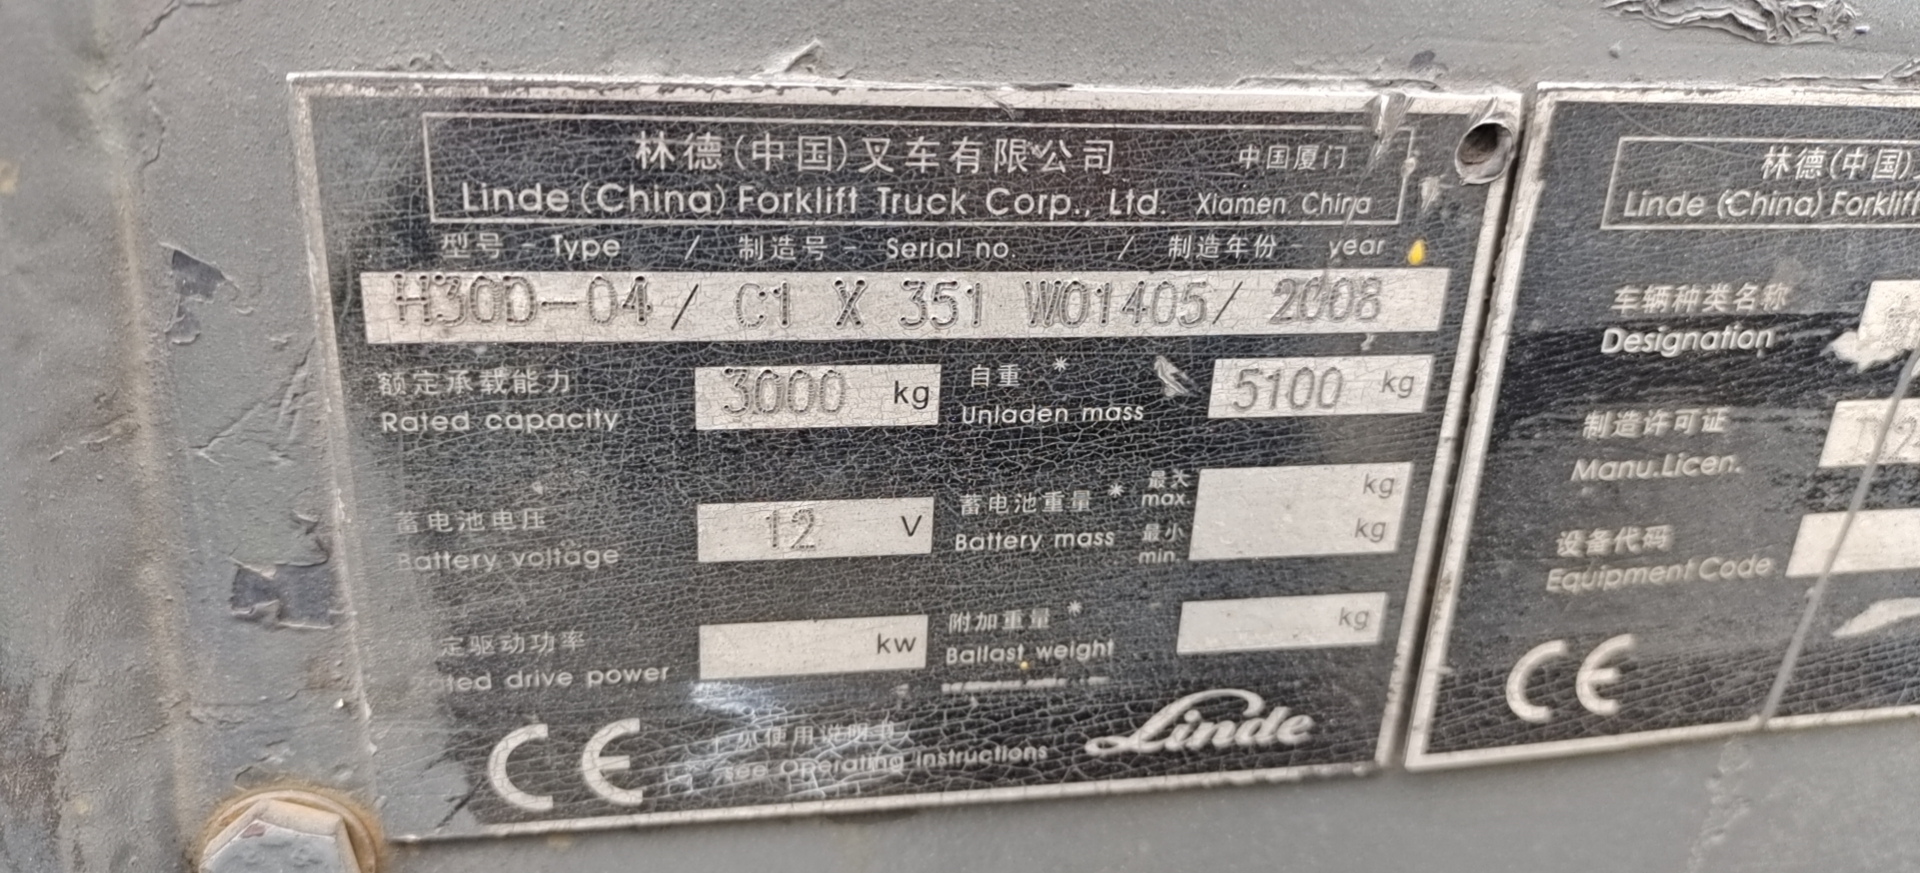 林德(中国)叉车有限公司 中国厦门
Linde (China) Forklift Truck Corp., Ltd. Xiamen, China
型号 - Type / 制造号 - Serial no. / 制造年份 - year
H30D-04 / C1 X 351 W01405 / 2008
额定承载能力 3000 kg 自重 * 5100 kg
Rated capacity Unladen mass
蓄电池电压 12 V 蓄电池重量 * 最大 max. kg
Battery voltage Battery mass 最小 min. kg
定驱动功率 kw 附加重量 * kg
drive power Ballast weight
CE 使用说明书 Linde
see Operating Instructions
林德(中国)
Linde (China) Forklift
车辆种类名称
Designation
制造许可证
Manu.Licen.
设备代码
Equipment Code
CE